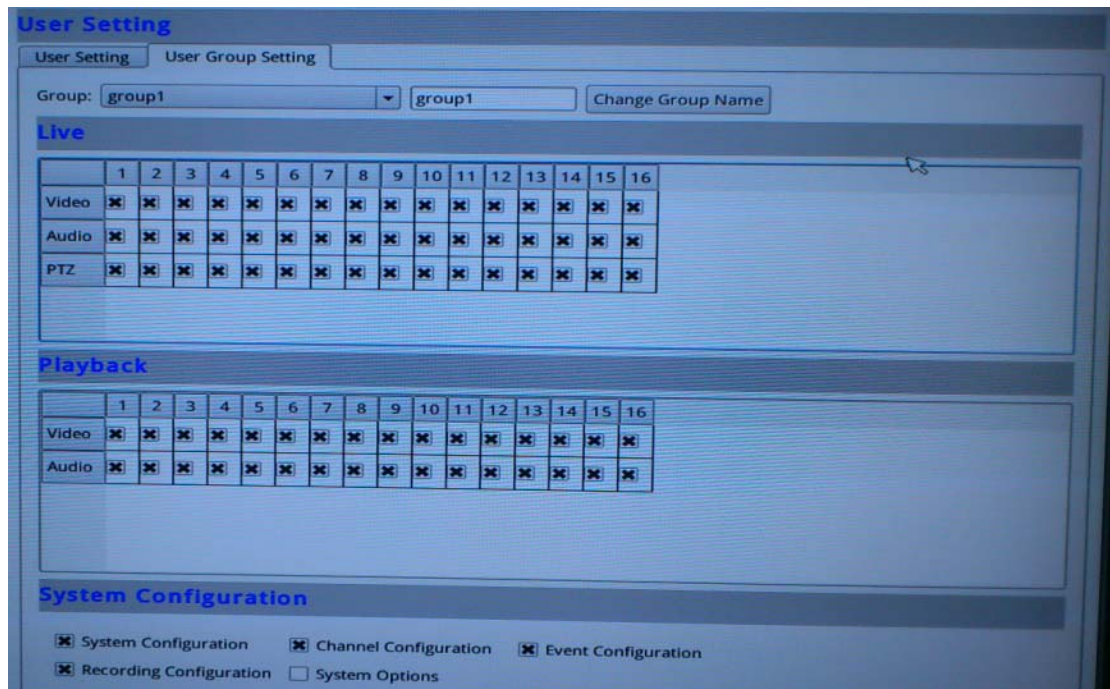 User Setting
User Setting User Group Setting
Group: group1 group1 Change Group Name
Live
1 2 3 4 5 6 7 8 9 10 11 12 13 14 15 16
Video
Audio
PTZ
Playback
1 2 3 4 5 6 7 8 9 10 11 12 13 14 15 16
Video
Audio
System Configuration
System Configuration Channel Configuration Event Configuration
Recording Configuration System Options